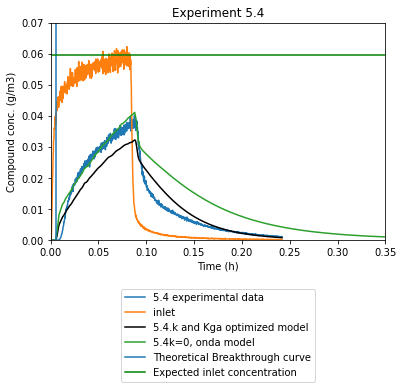 Experiment 5.4
0.07
0.06
0.05
0.04
0.03
0.02
0.01
0.00
Compound conc. (g/m3)
0.00 0.05 0.10 0.15 0.20 0.25 0.30 0.35
Time (h)
5.4 experimental data
inlet
5.4.k and Kga optimized model
5.4k=0, onda model
Theoretical Breakthrough curve
Expected inlet concentration